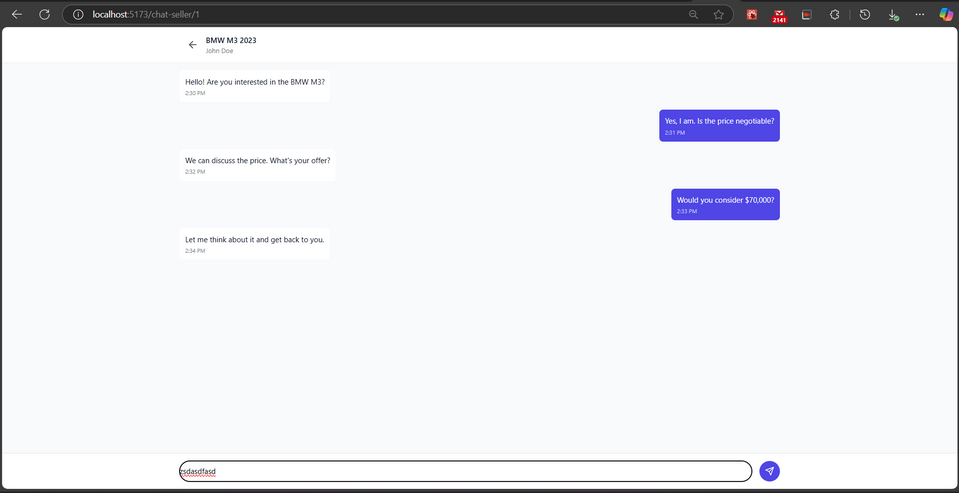 localhost:5173/chat-seller/1
2141
BMW M3 2023
John Doe
Hello! Are you interested in the BMW M3?
2:30 PM
Yes, I am. Is the price negotiable?
2:31 PM
We can discuss the price. What's your offer?
2:32 PM
Would you consider $70,000?
2:33 PM
Let me think about it and get back to you.
2:34 PM
zsdasdfasd